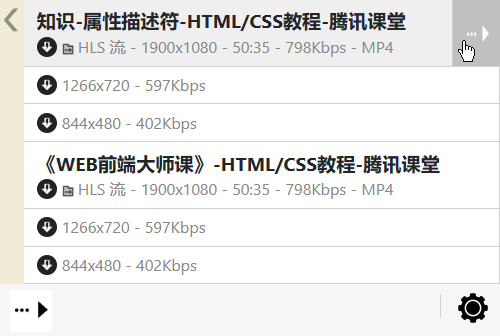 知识-属性描述符-HTML/CSS教程-腾讯课堂
HLS 流 - 1900x1080 - 50:35 - 798Kbps - MP4
1266x720 - 597Kbps
844x480 - 402Kbps
《WEB前端大师课》-HTML/CSS教程-腾讯课堂
HLS 流 - 1900x1080 - 50:35 - 798Kbps - MP4
1266x720 - 597Kbps
844x480 - 402Kbps